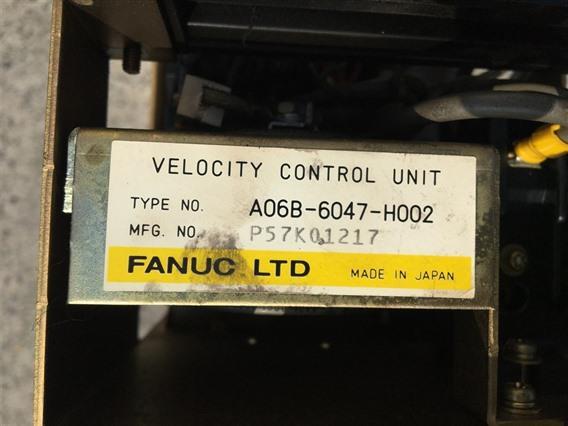 VELOCITY CONTROL UNIT
TYPE NO. A06B-6047-H002
MFG. NO. P57K01217
FANUC LTD MADE IN JAPAN